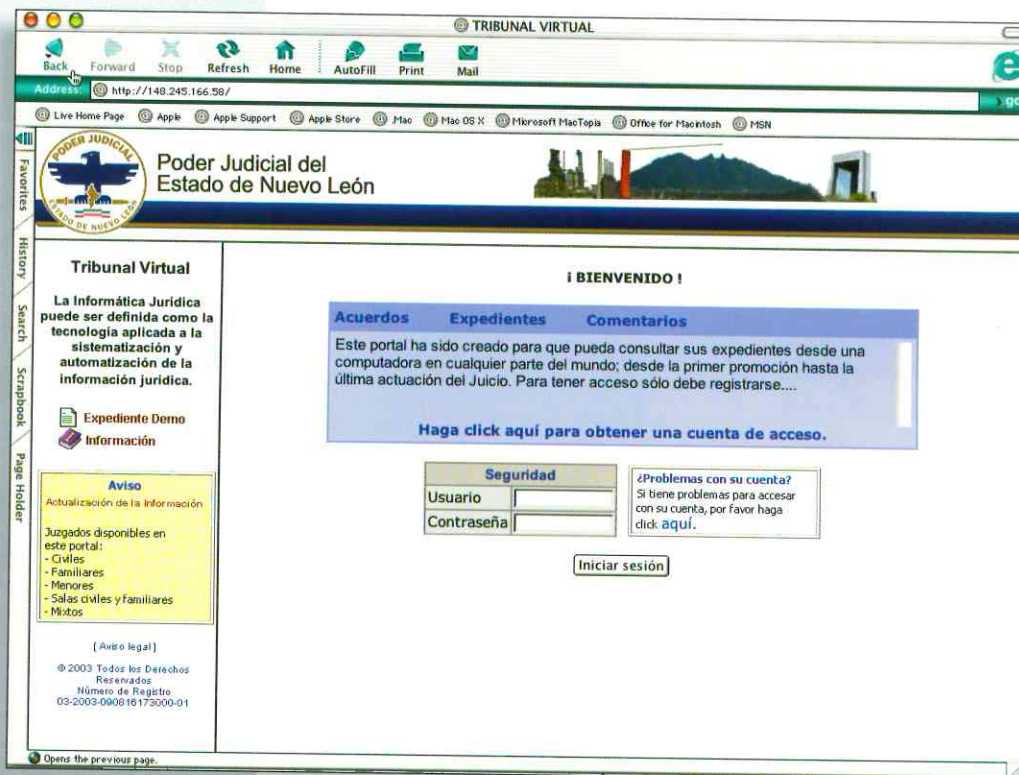 TRIBUNAL VIRTUAL
Back Forward Stop Refresh Home AutoFill Print Mail
Address: http://148.245.166.58/ go
Live Home Page Apple Apple Support Apple Store .Mac Mac OS X Microsoft MacTopia Office for Macintosh MSN
Favorites
History
Search
Scrapbook
Page Holder
PODER JUDICIAL
ESTADO DE NUEVO LEÓN
Poder Judicial del
Estado de Nuevo León
Tribunal Virtual
La Informática Jurídica
puede ser definida como la
tecnología aplicada a la
sistematización y
automatización de la
información jurídica.
Expediente Demo
Información
Aviso
Actualización de la Información
Juzgados disponibles en
este portal:
- Civiles
- Familiares
- Menores
- Salas civiles y familiares
- Mixtos
[ Aviso legal ]
© 2003 Todos los Derechos
Reservados
Número de Registro
03-2003-090816173000-01
¡ BIENVENIDO !
Acuerdos Expedientes Comentarios
Este portal ha sido creado para que pueda consultar sus expedientes desde una
computadora en cualquier parte del mundo; desde la primer promoción hasta la
última actuación del Juicio. Para tener acceso sólo debe registrarse....
Haga click aquí para obtener una cuenta de acceso.
Seguridad
Usuario
Contraseña
¿Problemas con su cuenta?
Si tiene problemas para accesar
con su cuenta, por favor haga
click aquí.
Iniciar sesión
Opens the previous page.